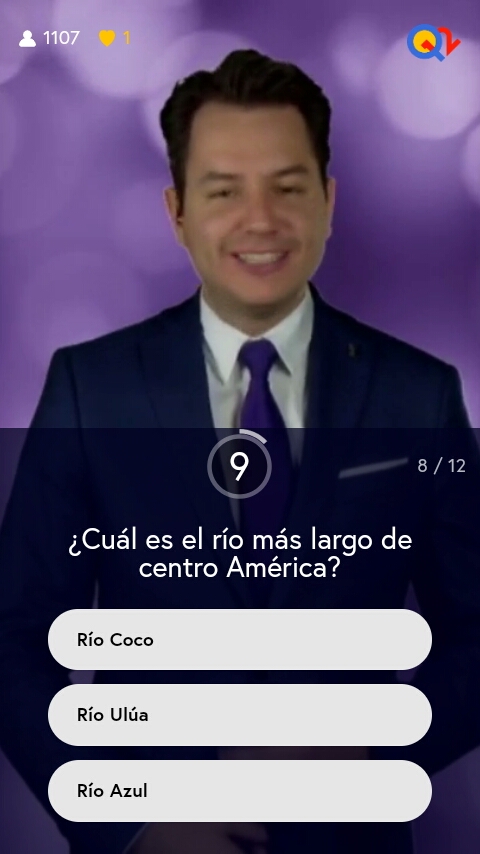 1107 1
8 / 12
9
¿Cuál es el río más largo de
centro América?
Río Coco
Río Ulúa
Río Azul